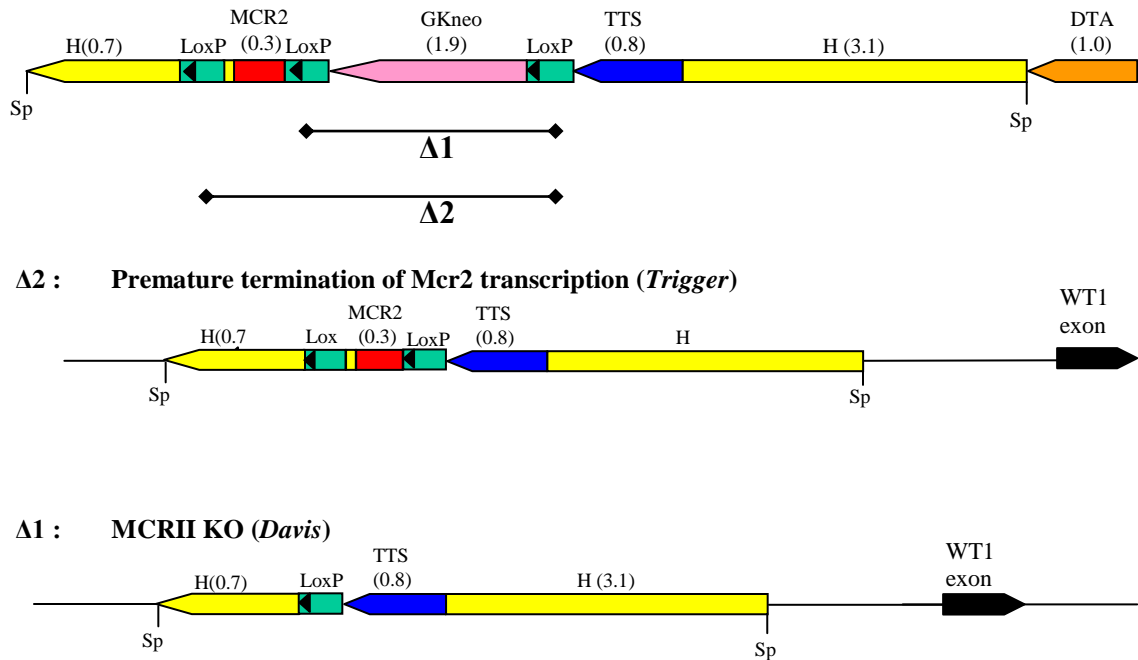 MCR2 GKneo TTS DTA
H(0.7) LoxP (0.3) LoxP (1.9) LoxP (0.8) H (3.1) (1.0)
Sp Sp
Δ1
Δ2
Δ2 : Premature termination of Mcr2 transcription (Trigger)
MCR2 TTS WT1
H(0.7 Lox (0.3) LoxP (0.8) H exon
Sp Sp
Δ1 : MCRII KO (Davis)
TTS WT1
H(0.7) LoxP (0.8) H (3.1) exon
Sp Sp